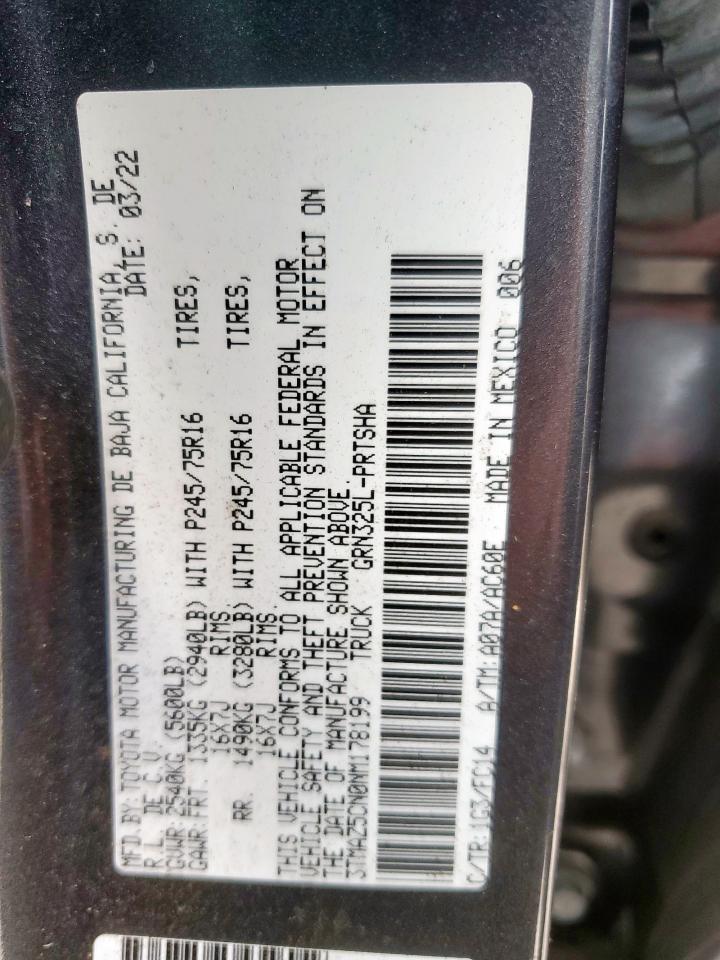 MFD.BY:TOYOTA MOTOR MANUFACTURING DE BAJA CALIFORNIA,S. DE
R.L. DE C.V. DATE: 03/22
GVWR: 2540KG (5600LB)
GAWR:FRT. 1335KG (2940LB) WITH P245/75R16 TIRES,
16X7J RIMS
RR. 1490KG (3280LB) WITH P245/75R16 TIRES,
16X7J RIMS.
THIS VEHICLE CONFORMS TO ALL APPLICABLE FEDERAL MOTOR
VEHICLE SAFETY AND THEFT PREVENTION STANDARDS IN EFFECT ON
THE DATE OF MANUFACTURE SHOWN ABOVE.
3TMAZ5CN0NM178199 TRUCK GRN325L-PRTSHA
C/TR:1G3/FC14 A/TM:A07A/AC60E MADE IN MEXICO 006